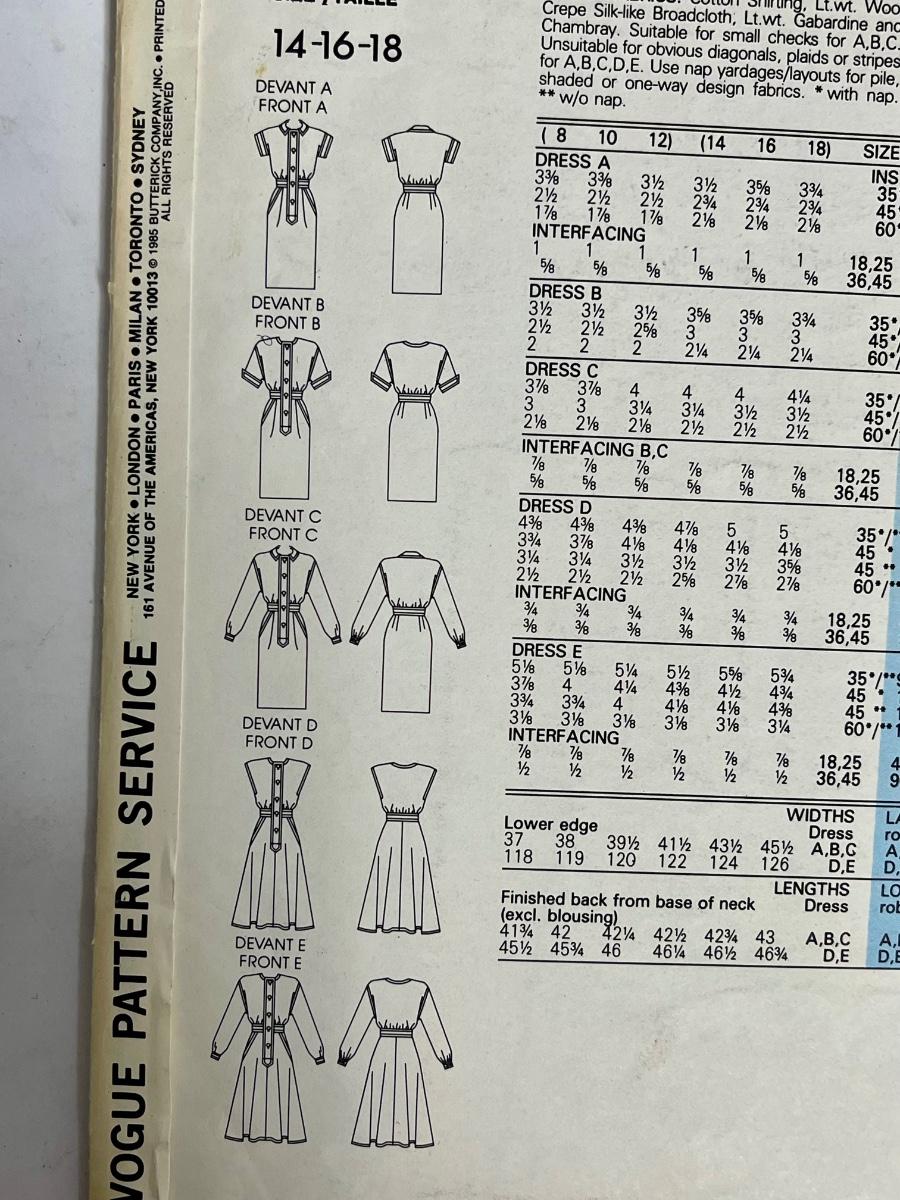 14-16-18
DEVANT A
FRONT A
DEVANT B
FRONT B
DEVANT C
FRONT C
DEVANT D
FRONT D
DEVANT E
FRONT E
VOGUE PATTERN SERVICE
NEW YORK • LONDON • PARIS • MILAN • TORONTO • SYDNEY
161 AVENUE OF THE AMERICAS, NEW YORK 10013 © 1985 BUTTERICK COMPANY, INC. • PRINTED
ALL RIGHTS RESERVED
Shirting, Lt.wt.
Crepe Silk-like Broadcloth, Lt.wt. Gabardine and
Chambray. Suitable for small checks for A,B,C.
Unsuitable for obvious diagonals, plaids or stripes
for A,B,C,D,E. Use nap yardages/layouts for pile,
shaded or one-way design fabrics. * with nap.
** w/o nap.
( 8 10 12) (14 16 18) SIZE
DRESS A INS
3⅜ 3⅜ 3½ 3½ 3⅝ 3¾ 35
2½ 2½ 2½ 2¾ 2¾ 2¾ 45
1⅞ 1⅞ 1⅞ 2⅛ 2⅛ 2⅛ 60*
INTERFACING
1 1 1 1 1 1 18,25
⅝ ⅝ ⅝ ⅝ ⅝ ⅝ 36,45
DRESS B
3½ 3½ 3½ 3⅝ 3⅝ 3¾ 35*
2½ 2½ 2⅝ 3 3 3 45*/
2 2 2 2¼ 2¼ 2¼ 60*/
DRESS C
3⅞ 3⅞ 4 4 4 4¼ 35*/
3 3 3¼ 3¼ 3½ 3½ 45*/
2⅛ 2⅛ 2⅛ 2½ 2½ 2½ 60*/
INTERFACING B,C
⅞ ⅞ ⅞ ⅞ ⅞ ⅞ 18,25
⅝ ⅝ ⅝ ⅝ ⅝ ⅝ 36,45
DRESS D
4⅜ 4⅜ 4⅜ 4⅞ 5 5 35*/*
3¾ 3⅞ 4⅛ 4⅛ 4⅛ 4⅛ 45 *
3¼ 3¼ 3½ 3½ 3½ 3⅝ 45 **
2½ 2½ 2½ 2⅝ 2⅞ 2⅞ 60*/**
INTERFACING
¾ ¾ ¾ ¾ ¾ ¾ 18,25
⅜ ⅜ ⅜ ⅜ ⅜ ⅜ 36,45
DRESS E
5⅛ 5⅛ 5¼ 5½ 5⅝ 5¾ 35*/**
3⅞ 4 4¼ 4⅜ 4½ 4¾ 45 *
3¾ 3¾ 4 4⅛ 4⅛ 4⅜ 45 **
3⅛ 3⅛ 3⅛ 3⅛ 3⅛ 3¼ 60*/**
INTERFACING
⅞ ⅞ ⅞ ⅞ ⅞ ⅞ 18,25 4
½ ½ ½ ½ ½ ½ 36,45 9
WIDTHS
Lower edge Dress
37 38 39½ 41½ 43½ 45½ A,B,C A,
118 119 120 122 124 126 D,E D,
LENGTHS
Finished back from base of neck Dress
(excl. blousing)
41¾ 42 42¼ 42½ 42¾ 43 A,B,C
45½ 45¾ 46 46¼ 46½ 46¾ D,E